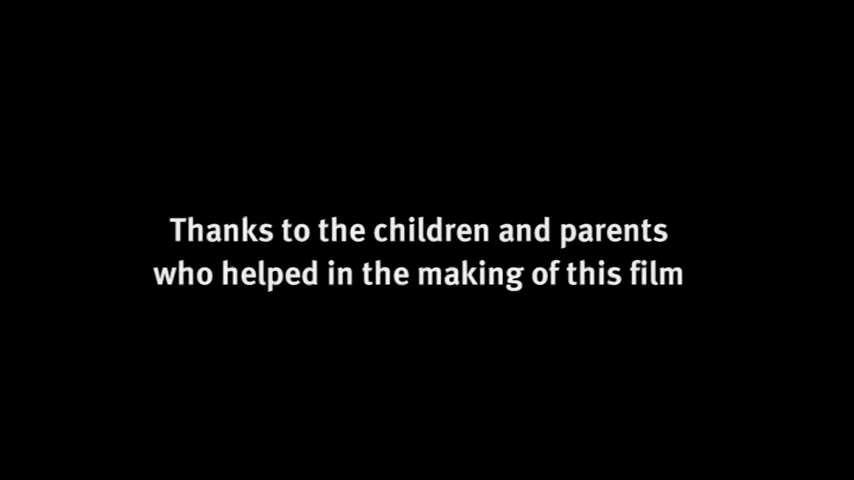 Thanks to the children and parents
who helped in the making of this film